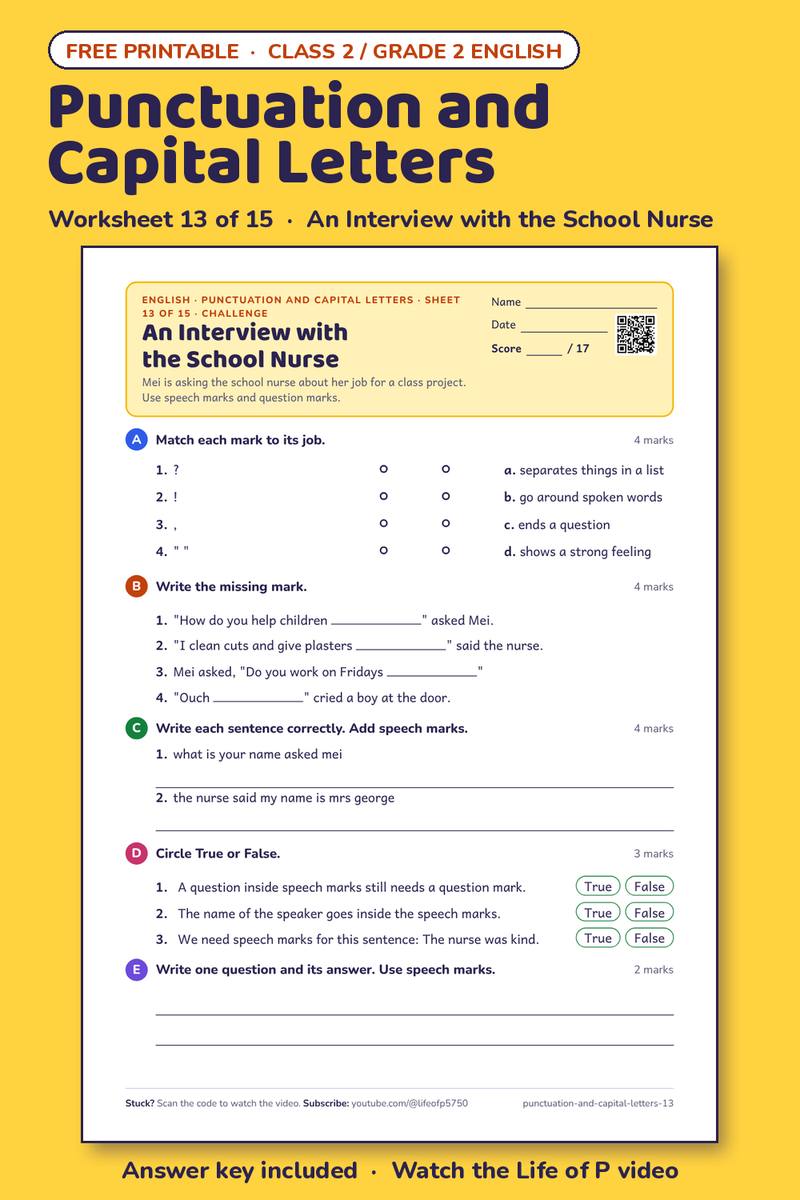 FREE PRINTABLE · CLASS 2 / GRADE 2 ENGLISH
Punctuation and
Capital Letters
Worksheet 13 of 15 · An Interview with the School Nurse
ENGLISH · PUNCTUATION AND CAPITAL LETTERS · SHEET
13 OF 15 · CHALLENGE
An Interview with
the School Nurse
Mei is asking the school nurse about her job for a class project.
Use speech marks and question marks.
Name ____________________
Date ____________________
Score ______ / 17
A Match each mark to its job. 4 marks
1. ? a. separates things in a list
2. ! b. go around spoken words
3. , c. ends a question
4. " " d. shows a strong feeling
B Write the missing mark. 4 marks
1. "How do you help children ______________" asked Mei.
2. "I clean cuts and give plasters ______________" said the nurse.
3. Mei asked, "Do you work on Fridays ______________"
4. "Ouch ______________" cried a boy at the door.
C Write each sentence correctly. Add speech marks. 4 marks
1. what is your name asked mei
2. the nurse said my name is mrs george
D Circle True or False. 3 marks
1. A question inside speech marks still needs a question mark. True False
2. The name of the speaker goes inside the speech marks. True False
3. We need speech marks for this sentence: The nurse was kind. True False
E Write one question and its answer. Use speech marks. 2 marks
Stuck? Scan the code to watch the video. Subscribe: youtube.com/@lifeofp5750 punctuation-and-capital-letters-13
Answer key included · Watch the Life of P video